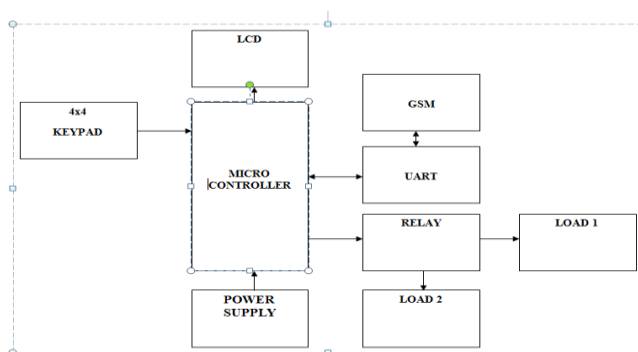 LCD
4x4
KEYPAD
GSM
MICRO
CONTROLLER
UART
RELAY
LOAD 1
POWER
SUPPLY
LOAD 2